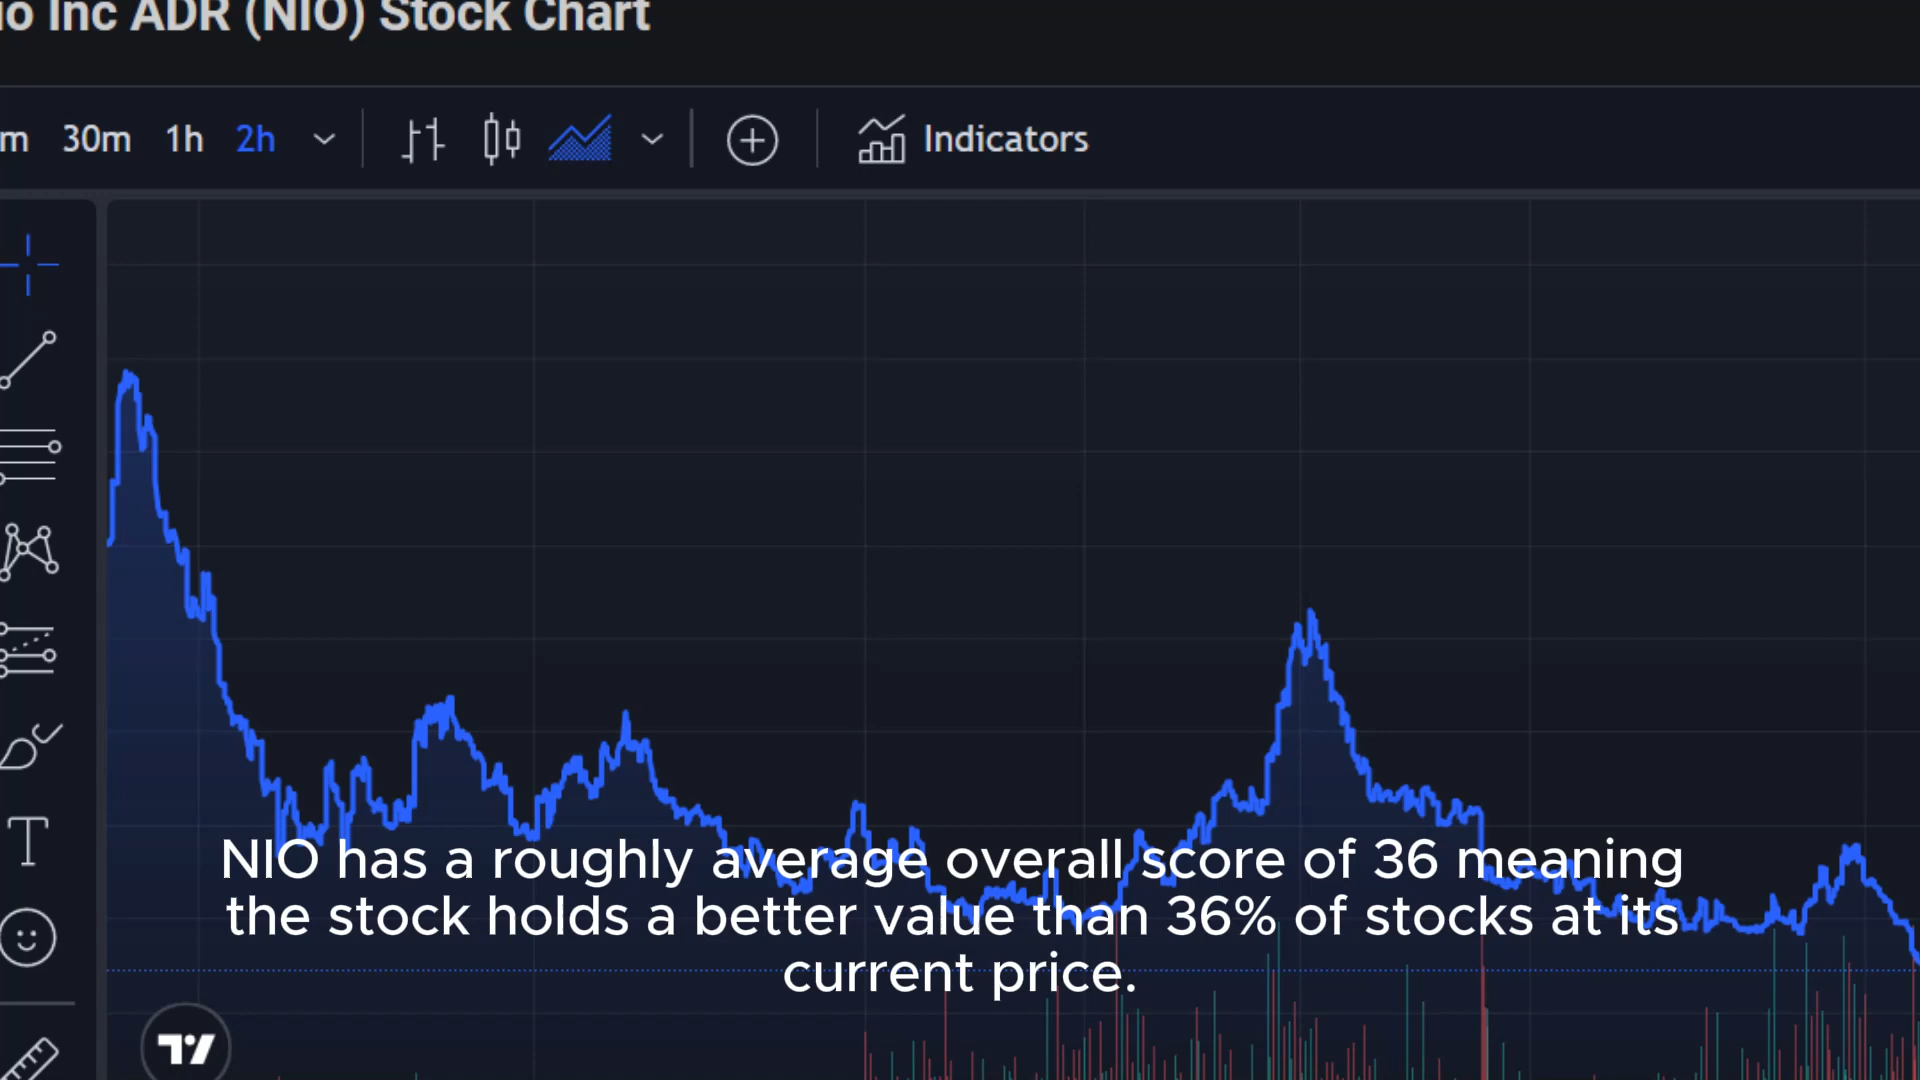 io Inc ADR (NIO) Stock Chart
m 30m 1h 2h Indicators
NIO has a roughly average overall score of 36 meaning
the stock holds a better value than 36% of stocks at its
current price.